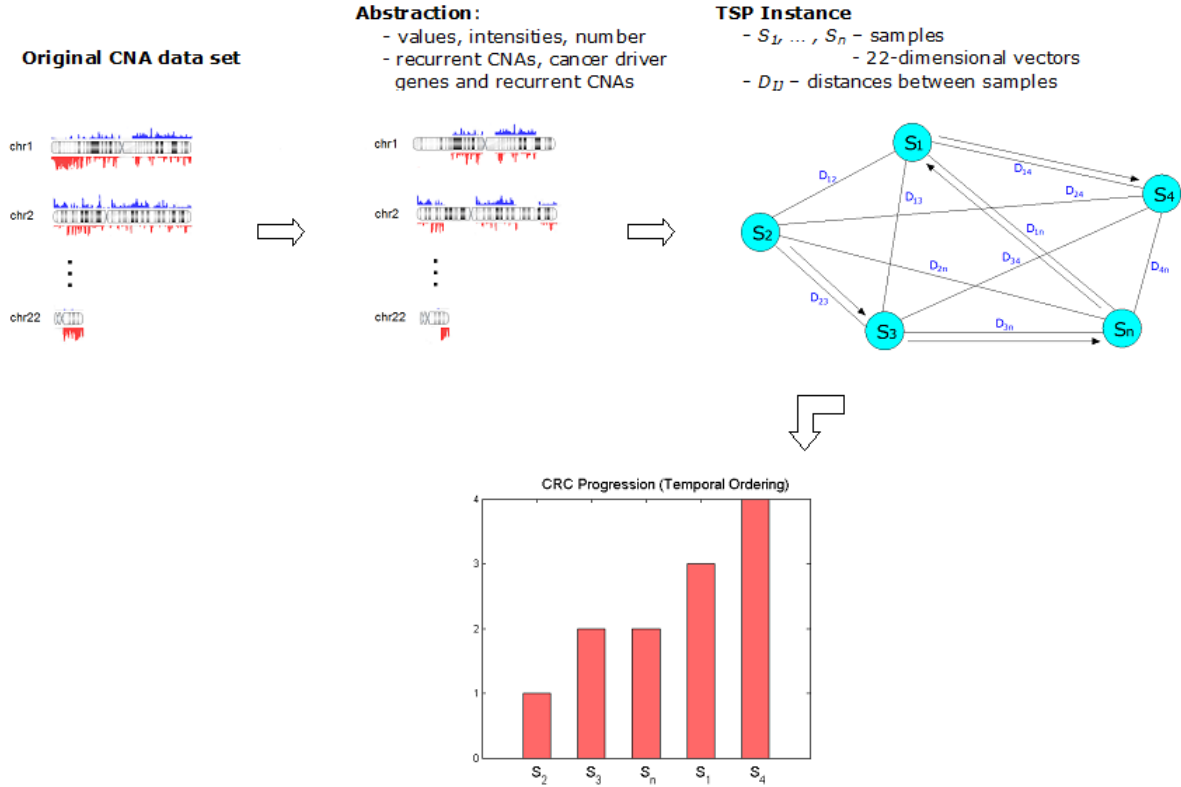 Original CNA data set
chr1
chr2
chr22
Abstraction:
- values, intensities, number
- recurrent CNAs, cancer driver
genes and recurrent CNAs
chr1
chr2
chr22
TSP Instance
- S1, ... , Sn – samples
- 22-dimensional vectors
- DIJ – distances between samples
S1
S4
S2
S3
Sn
D12
D13
D14
D24
D1n
D34
D2n
D4n
D23
D3n
CRC Progression (Temporal Ordering)
4
3
2
1
0
S2 S3 Sn S1 S4